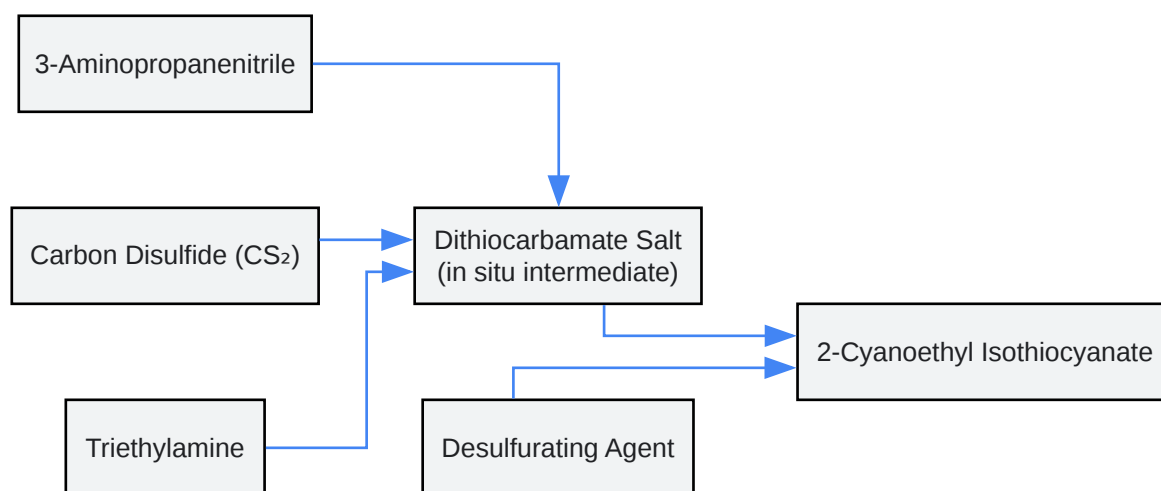 3-Aminopropanenitrile
Carbon Disulfide (CS₂)
Dithiocarbamate Salt
(in situ intermediate)
2-Cyanoethyl Isothiocyanate
Triethylamine
Desulfurating Agent